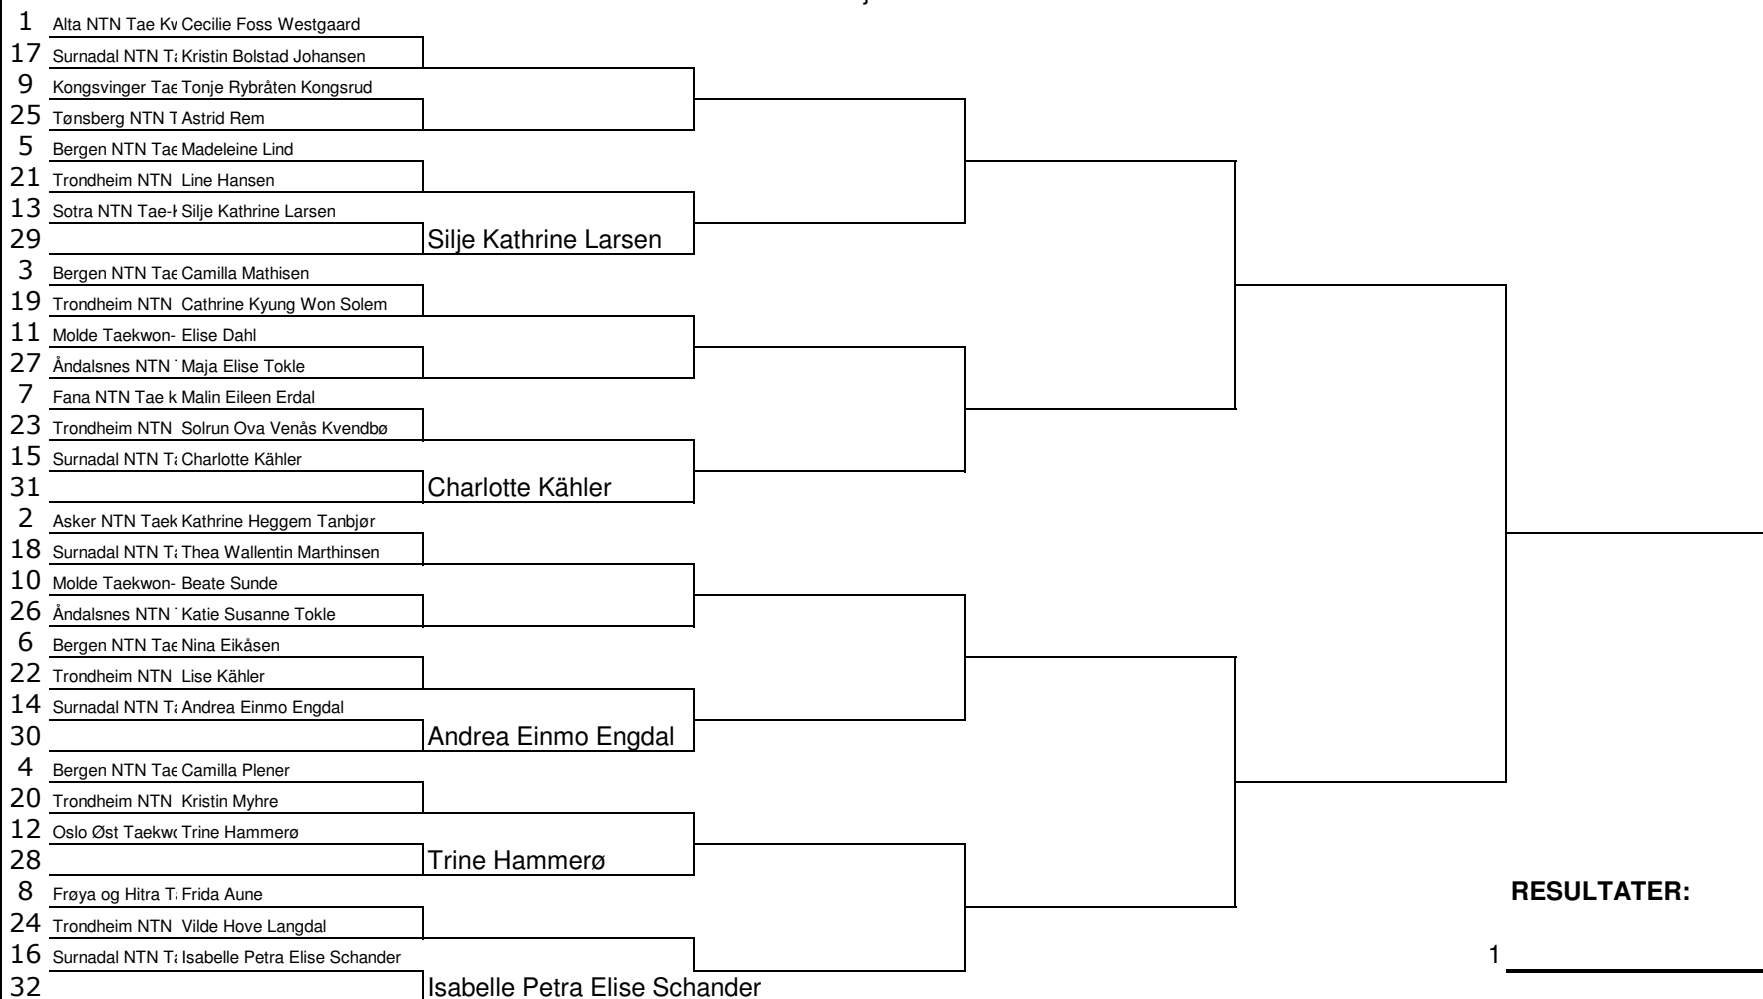 1 Alta NTN Tae Kw Cecilie Foss Westgaard
17 Surnadal NTN Ta Kristin Bolstad Johansen
9 Kongsvinger Tae Tonje Rybråten Kongsrud
25 Tønsberg NTN T Astrid Rem
5 Bergen NTN Tae Madeleine Lind
21 Trondheim NTN Line Hansen
13 Sotra NTN Tae-k Silje Kathrine Larsen
29 Silje Kathrine Larsen
3 Bergen NTN Tae Camilla Mathisen
19 Trondheim NTN Cathrine Kyung Won Solem
11 Molde Taekwon- Elise Dahl
27 Åndalsnes NTN Maja Elise Tokle
7 Fana NTN Tae k Malin Eileen Erdal
23 Trondheim NTN Solrun Ova Venås Kvendbø
15 Surnadal NTN Ta Charlotte Kähler
31 Charlotte Kähler
2 Asker NTN Taek Kathrine Heggem Tanbjør
18 Surnadal NTN Ta Thea Wallentin Marthinsen
10 Molde Taekwon- Beate Sunde
26 Åndalsnes NTN Katie Susanne Tokle
6 Bergen NTN Tae Nina Eikåsen
22 Trondheim NTN Lise Kähler
14 Surnadal NTN Ta Andrea Einmo Engdal
30 Andrea Einmo Engdal
4 Bergen NTN Tae Camilla Plener
20 Trondheim NTN Kristin Myhre
12 Oslo Øst Taekwo Trine Hammerø
28 Trine Hammerø
8 Frøya og Hitra T Frida Aune
RESULTATER:
24 Trondheim NTN Vilde Hove Langdal
16 Surnadal NTN Ta Isabelle Petra Elise Schander
1
32 Isabelle Petra Elise Schander